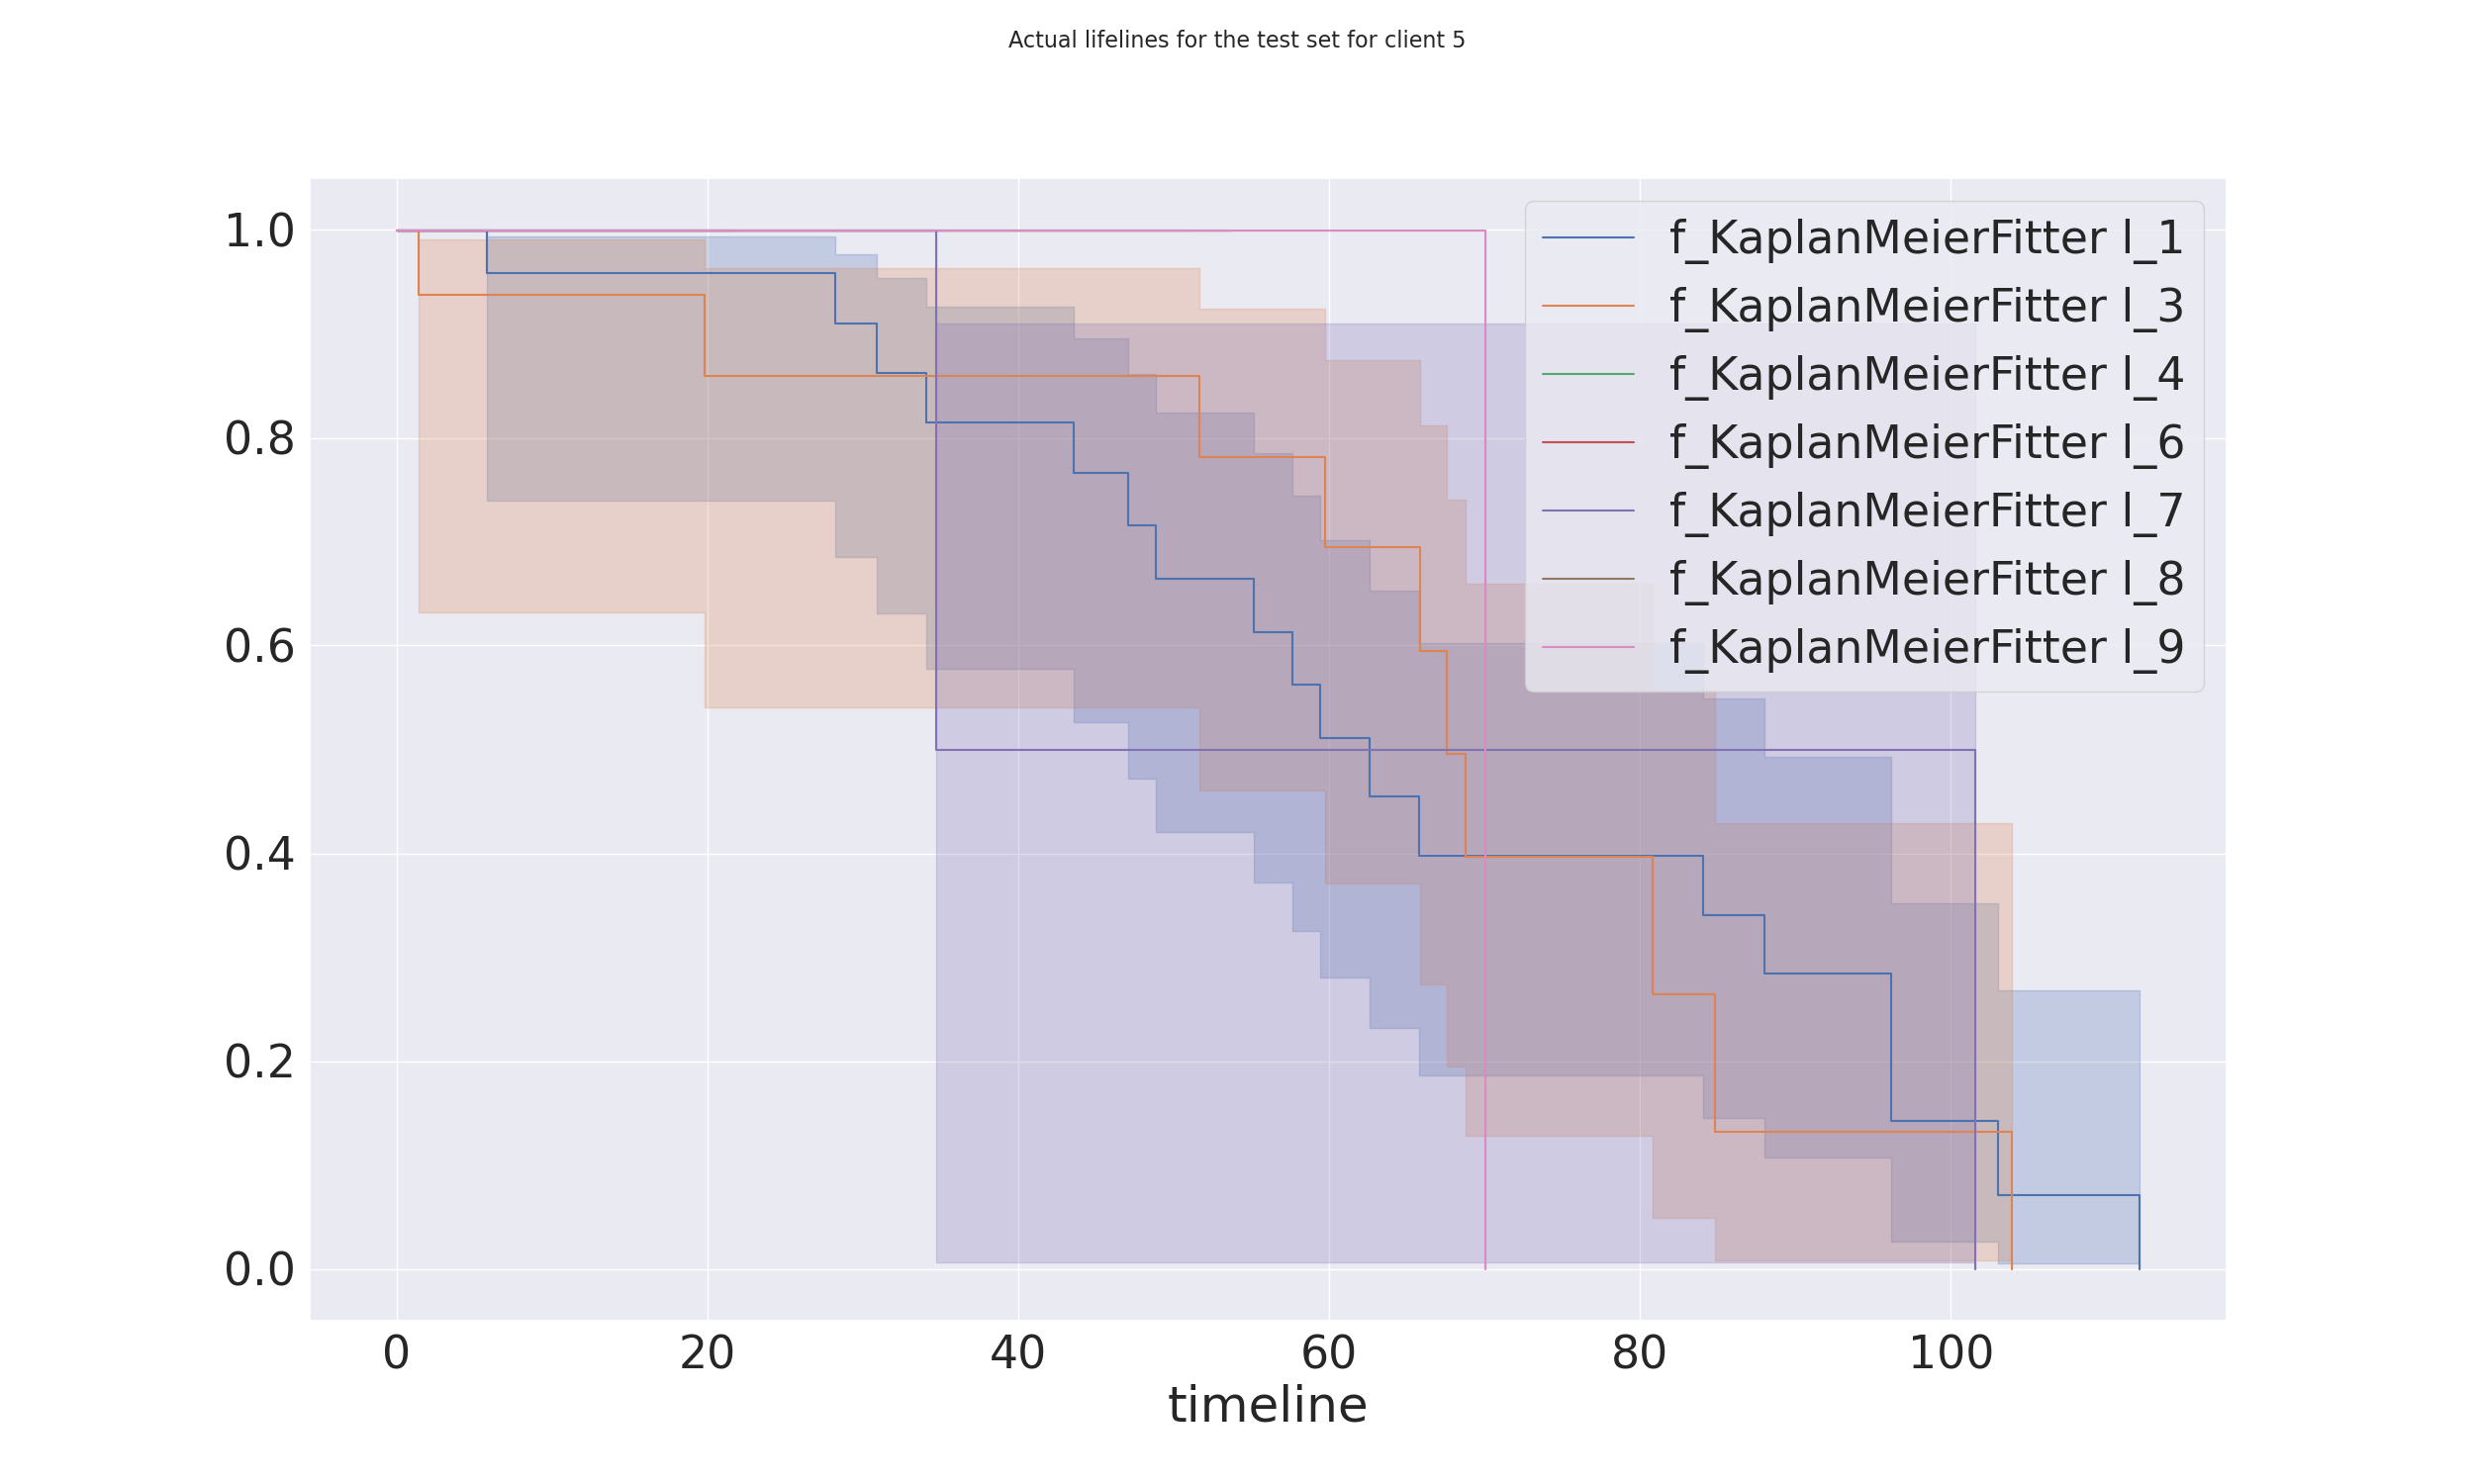 Actual lifelines for the test set for client 5
1.0
0.8
0.6
0.4
0.2
0.0
f_KaplanMeierFitter l_1
f_KaplanMeierFitter l_3
f_KaplanMeierFitter l_4
f_KaplanMeierFitter l_6
f_KaplanMeierFitter l_7
f_KaplanMeierFitter l_8
f_KaplanMeierFitter l_9
0 20 40 60 80 100
timeline